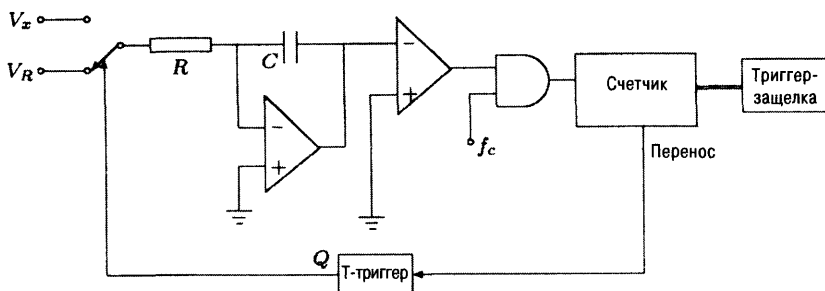 Vx
VR
R
C
−
+
−
+
fc
Счетчик
Триггер-
защелка
Перенос
Q
Т-триггер